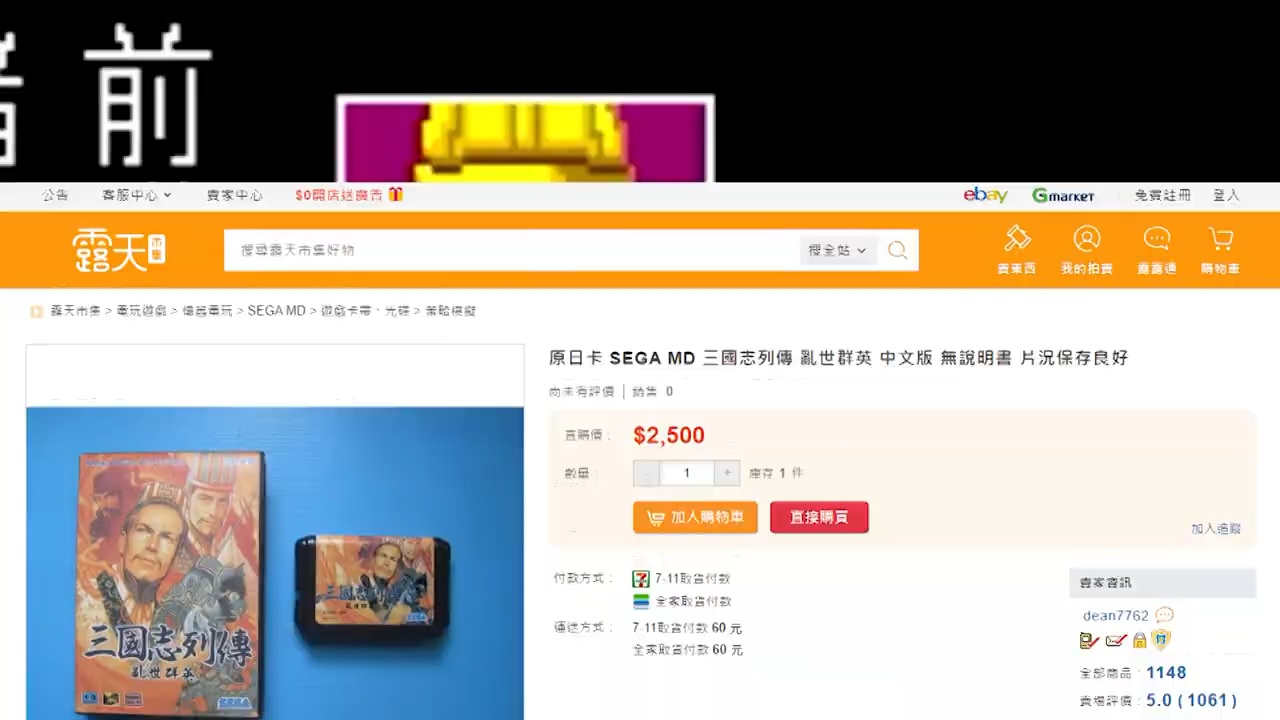 前
公告 客服中心 賣家中心 $0開店送廣告 ebay Gmarket 免費註冊 登入
露天市集 搜尋露天市集好物 搜全站 賣東西 我的拍賣 露露通 購物車
露天市集 > 電玩遊戲 > 懷舊電玩 > SEGA MD > 遊戲卡帶、光碟 > 策略模擬
原日卡 SEGA MD 三國志列傳 亂世群英 中文版 無說明書 片況保存良好
尚未有評價 銷售 0
直購價： $2,500
數量： - 1 + 庫存 1 件
加入購物車 直接購買
加入追蹤
付款方式： 7-11取貨付款
全家取貨付款
運送方式： 7-11取貨付款 60 元
全家取貨付款 60 元
賣家資訊
dean7762
全部商品： 1148
賣場評價： 5.0 ( 1061 )
三國志列傳
亂世群英
SEGA
三國志列傳